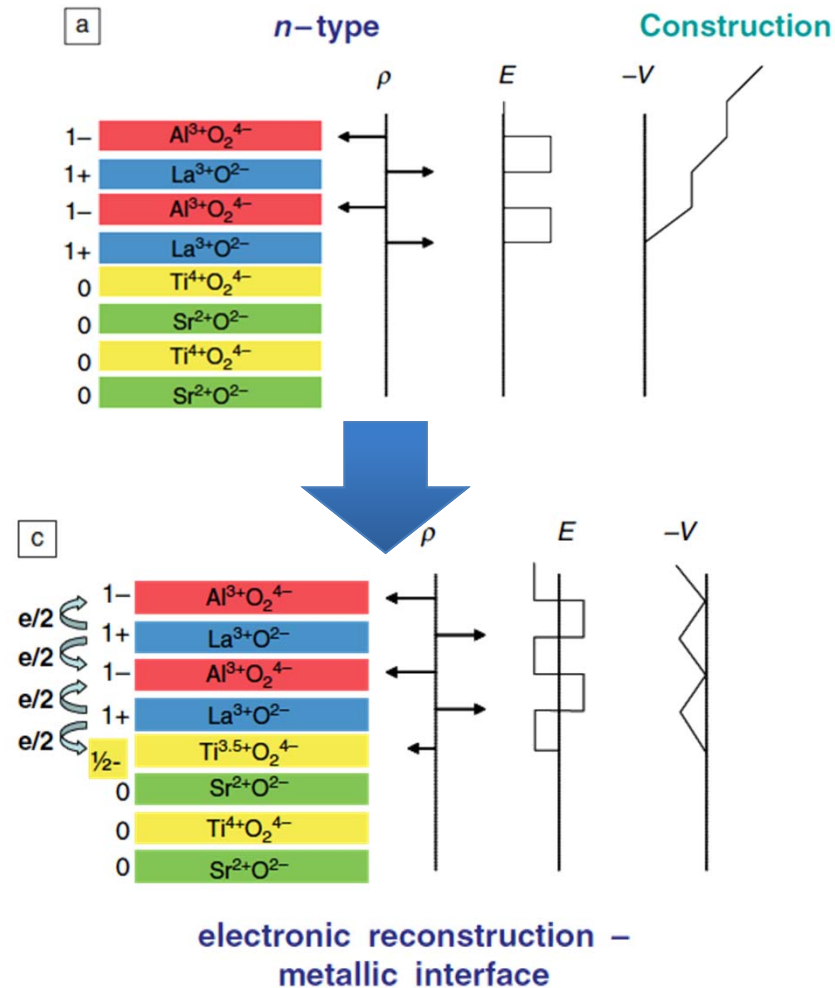 a n–type Construction
ρ E –V
1– Al³⁺O₂⁴⁻
1+ La³⁺O²⁻
1– Al³⁺O₂⁴⁻
1+ La³⁺O²⁻
0 Ti⁴⁺O₂⁴⁻
0 Sr²⁺O²⁻
0 Ti⁴⁺O₂⁴⁻
0 Sr²⁺O²⁻
c ρ E –V
1– Al³⁺O₂⁴⁻
e/2
1+ La³⁺O²⁻
e/2
1– Al³⁺O₂⁴⁻
e/2
1+ La³⁺O²⁻
e/2
½- Ti³·⁵⁺O₂⁴⁻
0 Sr²⁺O²⁻
0 Ti⁴⁺O₂⁴⁻
0 Sr²⁺O²⁻
electronic reconstruction –
metallic interface